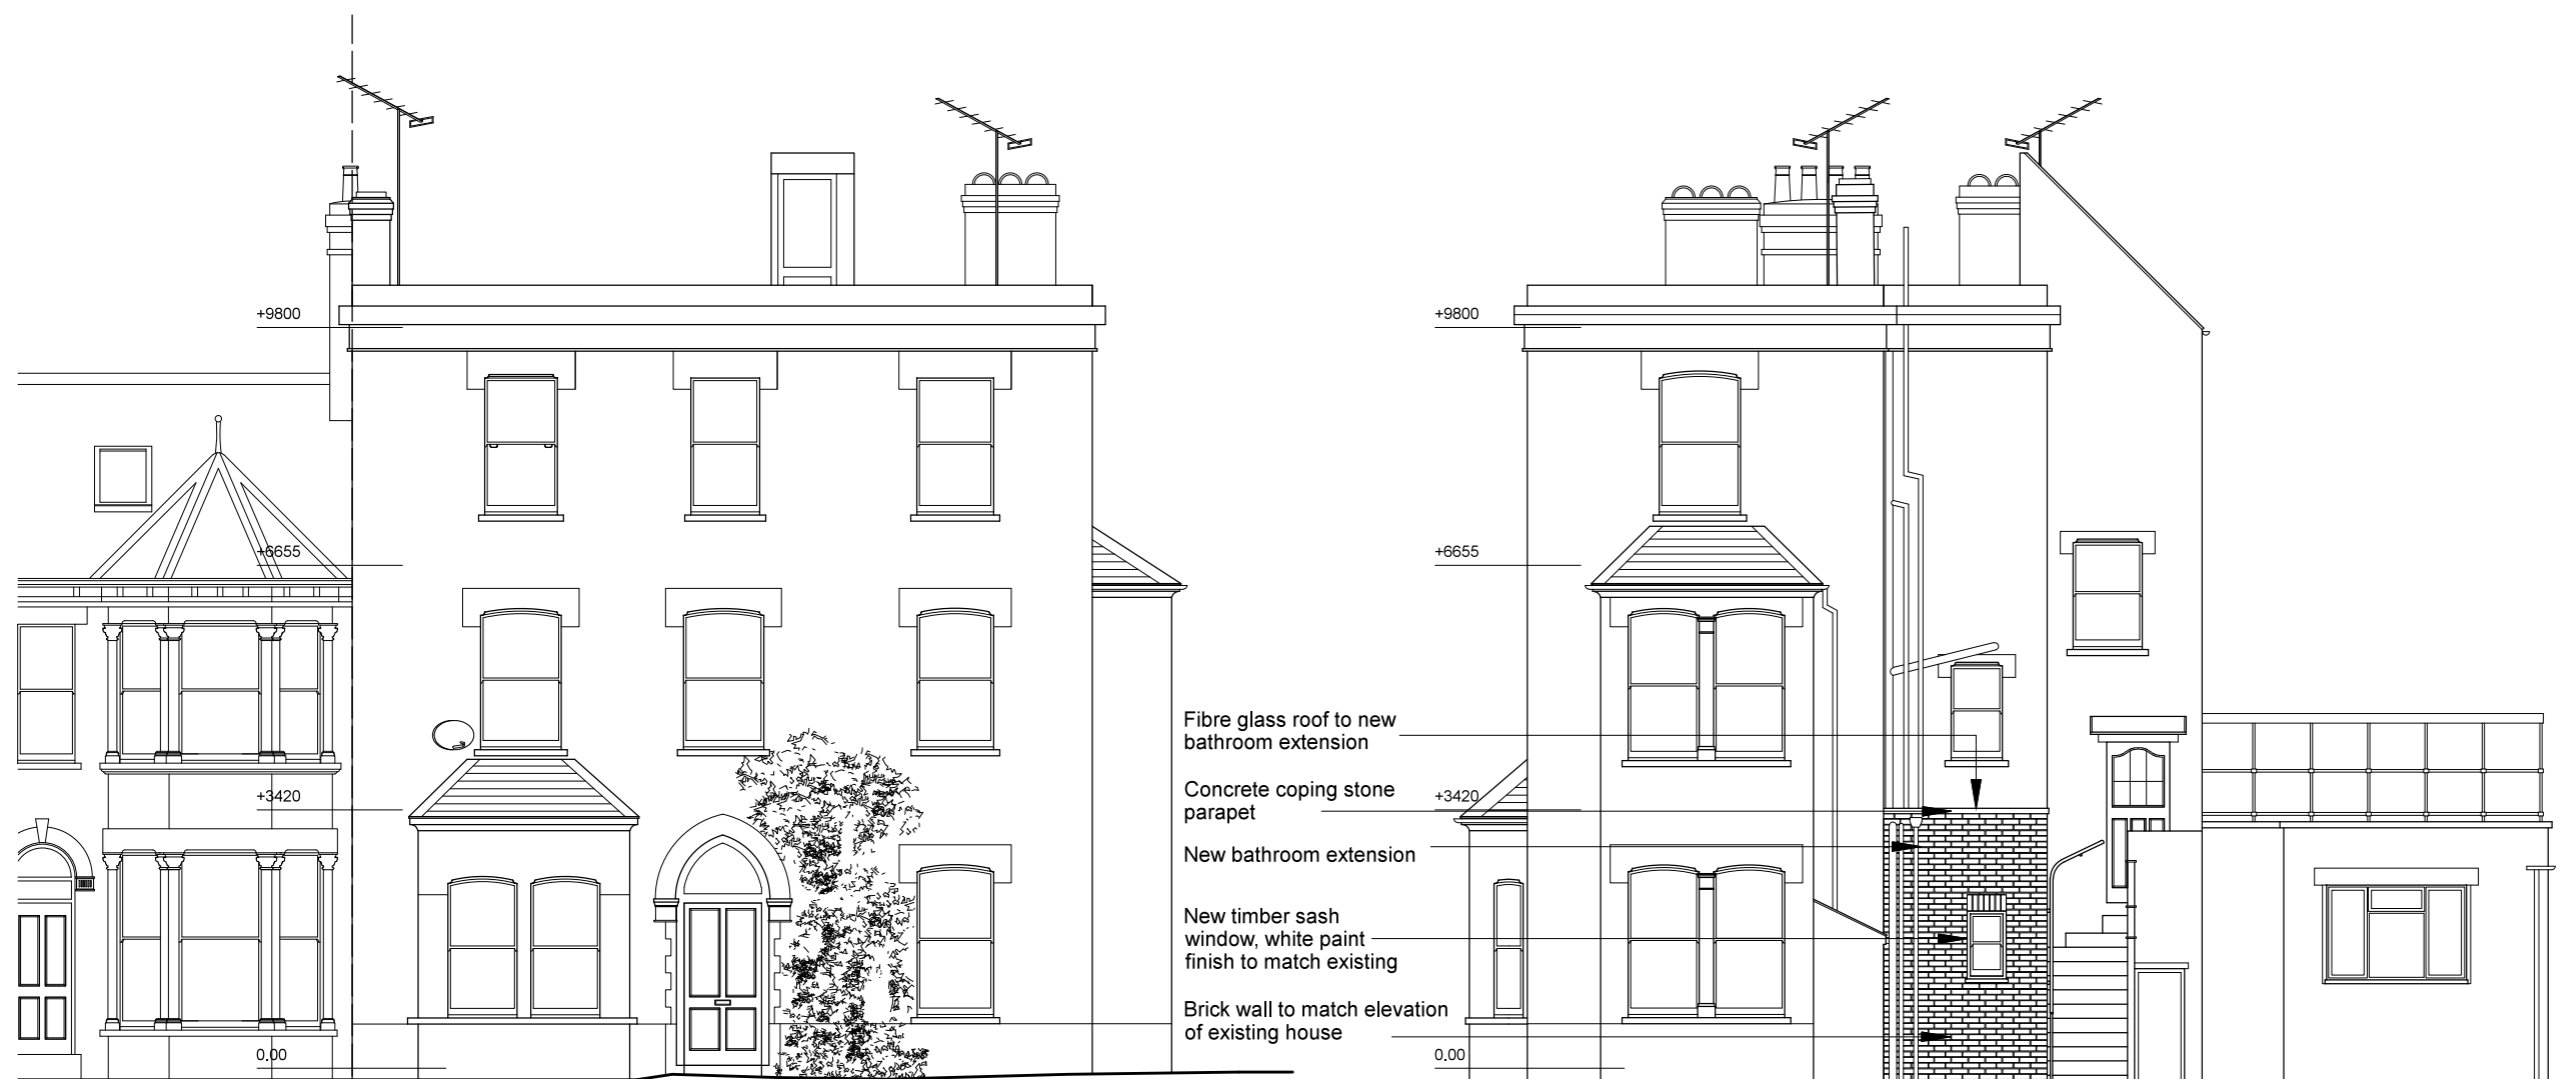 +9800
+6655
+3420
0.00
Fibre glass roof to new
bathroom extension
Concrete coping stone
parapet
New bathroom extension
New timber sash
window, white paint
finish to match existing
Brick wall to match elevation
of existing house
+9800
+6655
+3420
0.00